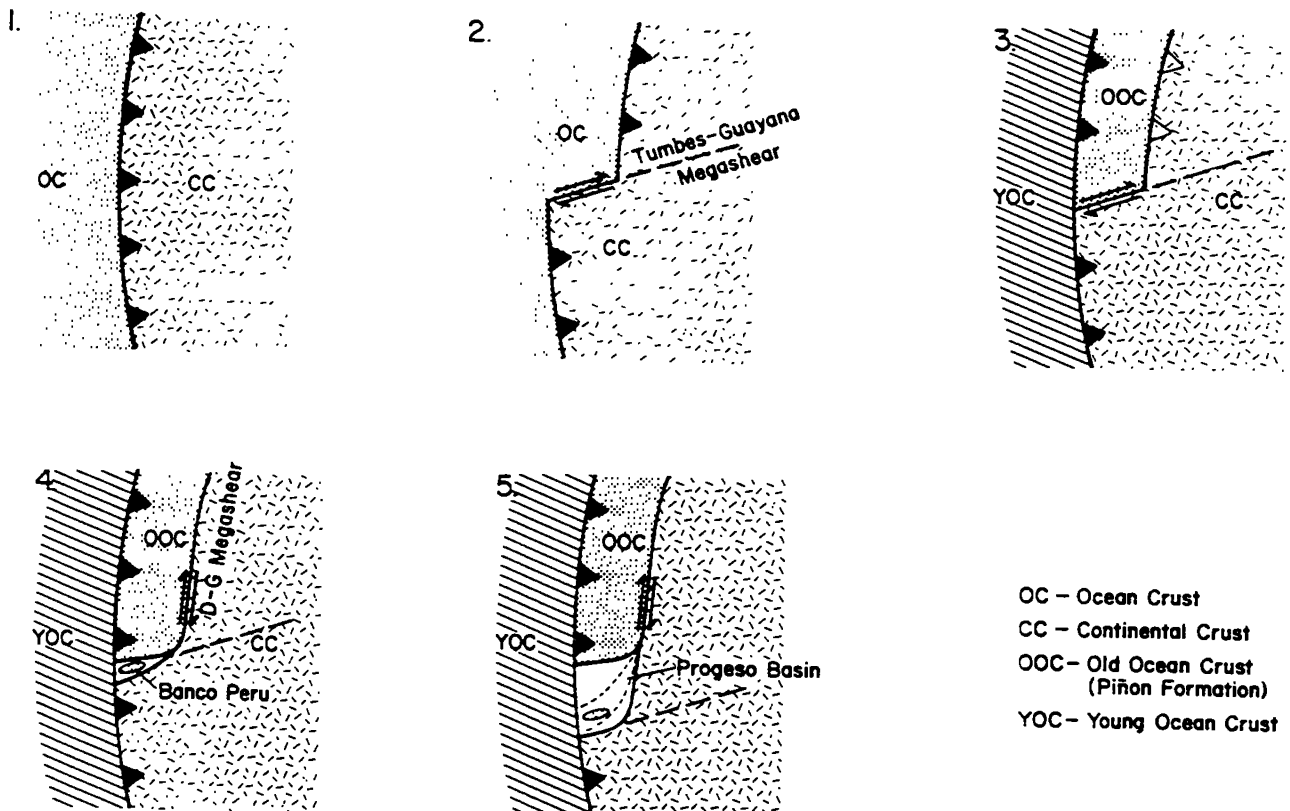 1.
OC
CC
2.
OC
Tumbes-Guayana
Megashear
CC
3.
OOC
YOC
CC
4.
OOC
D-G Megashear
YOC
CC
Banco Peru
5.
OOC
YOC
Progeso Basin
OC – Ocean Crust
CC – Continental Crust
OOC – Old Ocean Crust
(Piñon Formation)
YOC – Young Ocean Crust